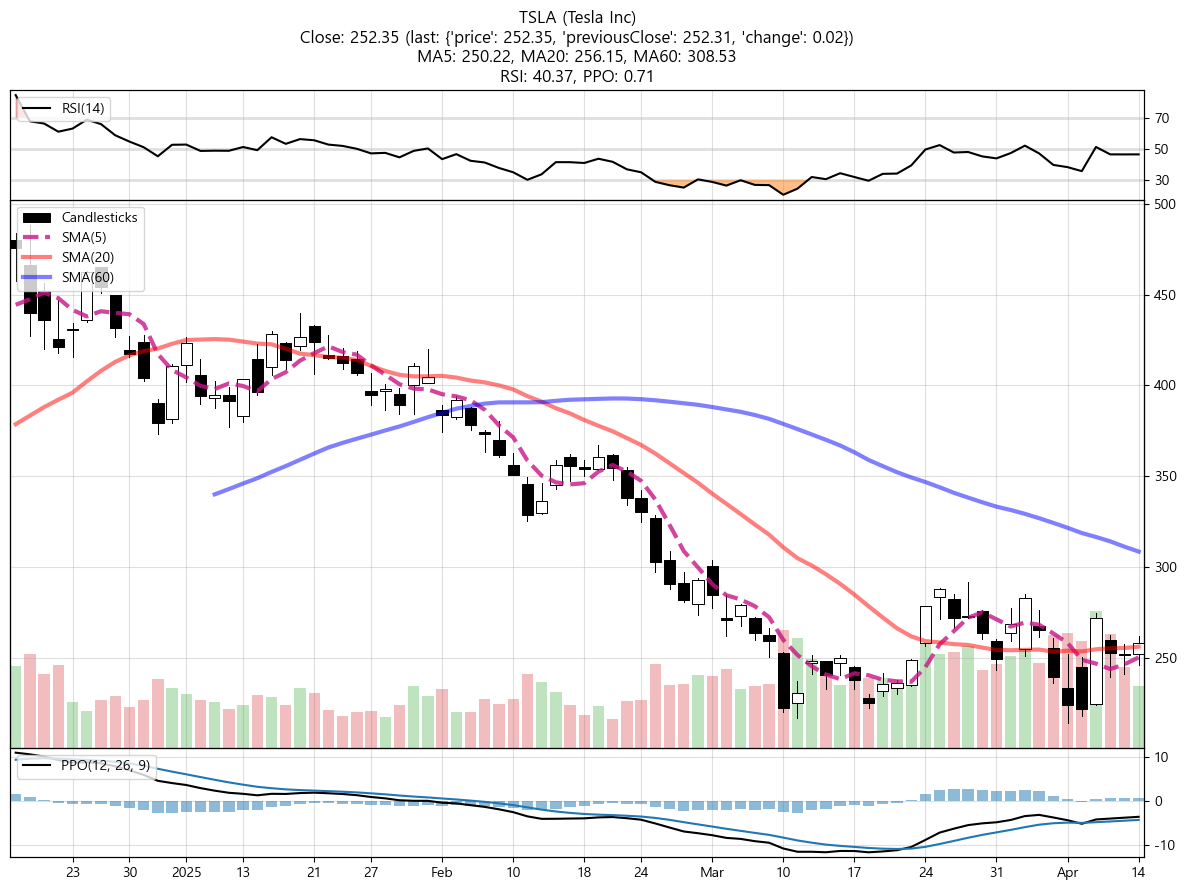 TSLA (Tesla Inc)
Close: 252.35 (last: {'price': 252.35, 'previousClose': 252.31, 'change': 0.02})
MA5: 250.22, MA20: 256.15, MA60: 308.53
RSI: 40.37, PPO: 0.71
RSI(14)
70
50
30
Candlesticks
SMA(5)
SMA(20)
SMA(60)
500
450
400
350
300
250
PPO(12, 26, 9)
10
0
-10
23 30 2025 13 21 27 Feb 10 18 24 Mar 10 17 24 31 Apr 14